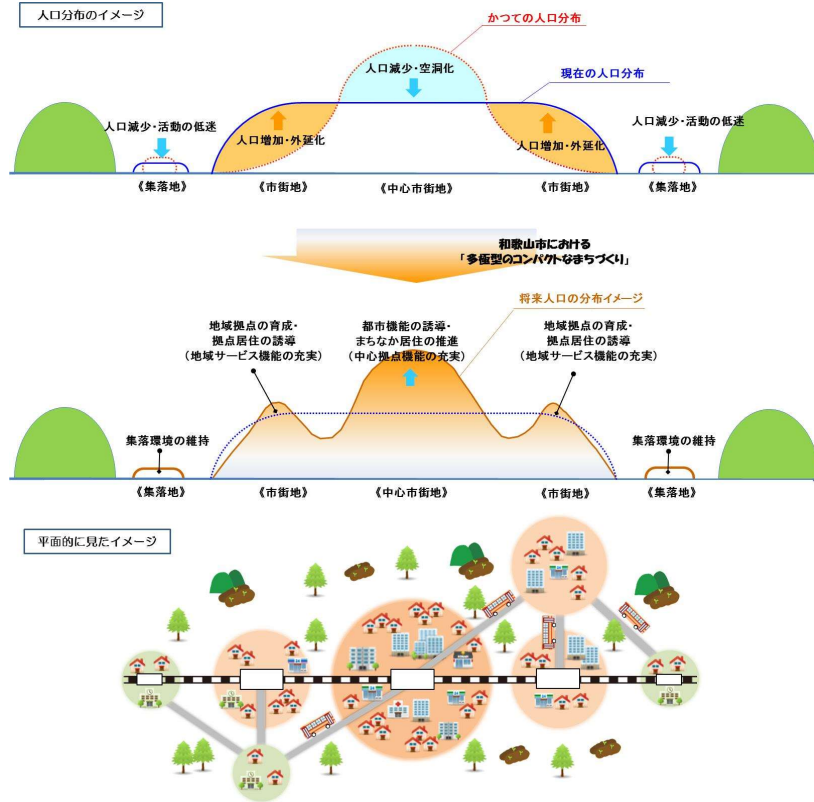 人口分布のイメージ
かつての人口分布
人口減少・空洞化
現在の人口分布
人口減少・活動の低迷
人口増加・外延化
人口増加・外延化
人口減少・活動の低迷
《集落地》
《市街地》
《中心市街地》
《市街地》
《集落地》
和歌山市における
「多極型のコンパクトなまちづくり」
将来人口の分布イメージ
地域拠点の育成・
拠点居住の誘導
(地域サービス機能の充実)
都市機能の誘導・
まちなか居住の推進
(中心拠点機能の充実)
地域拠点の育成・
拠点居住の誘導
(地域サービス機能の充実)
集落環境の維持
集落環境の維持
《集落地》
《市街地》
《中心市街地》
《市街地》
《集落地》
平面的に見たイメージ